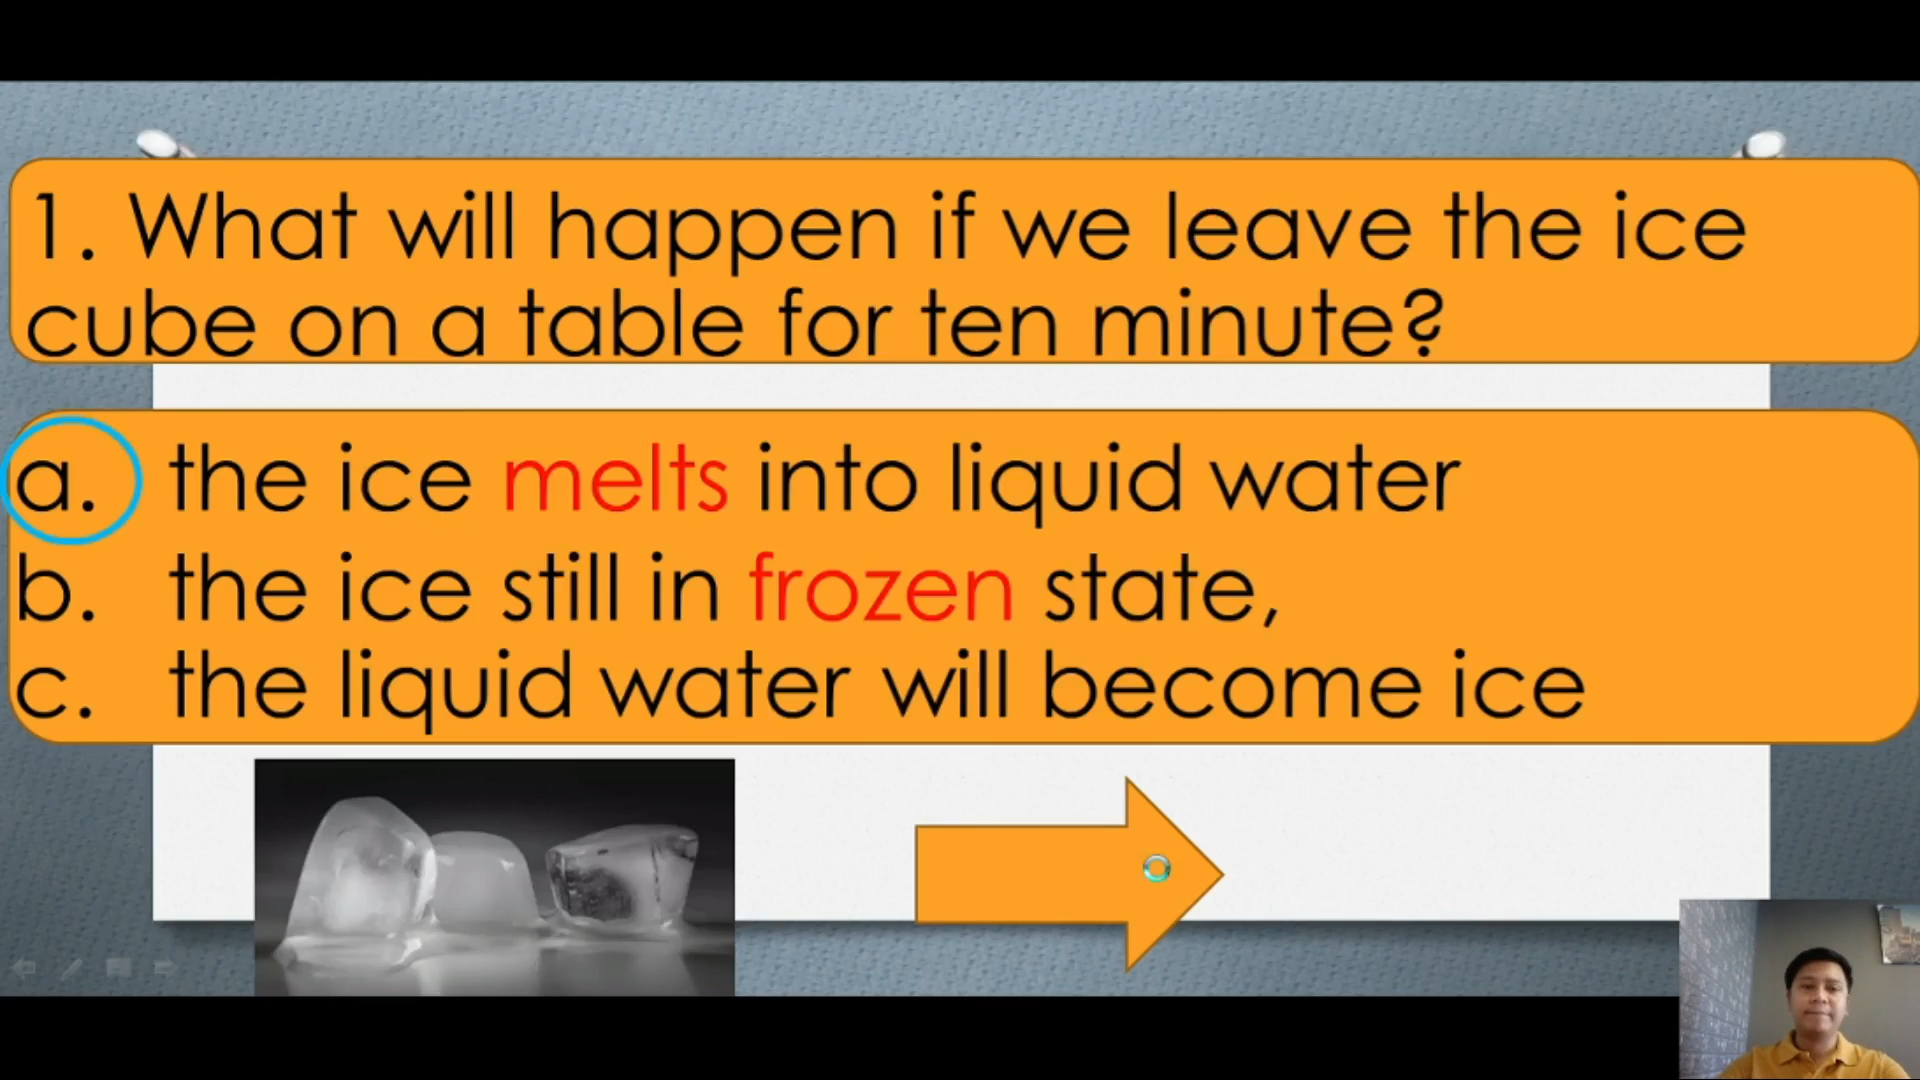 1. What will happen if we leave the ice
cube on a table for ten minute?
a. the ice melts into liquid water
b. the ice still in frozen state,
c. the liquid water will become ice